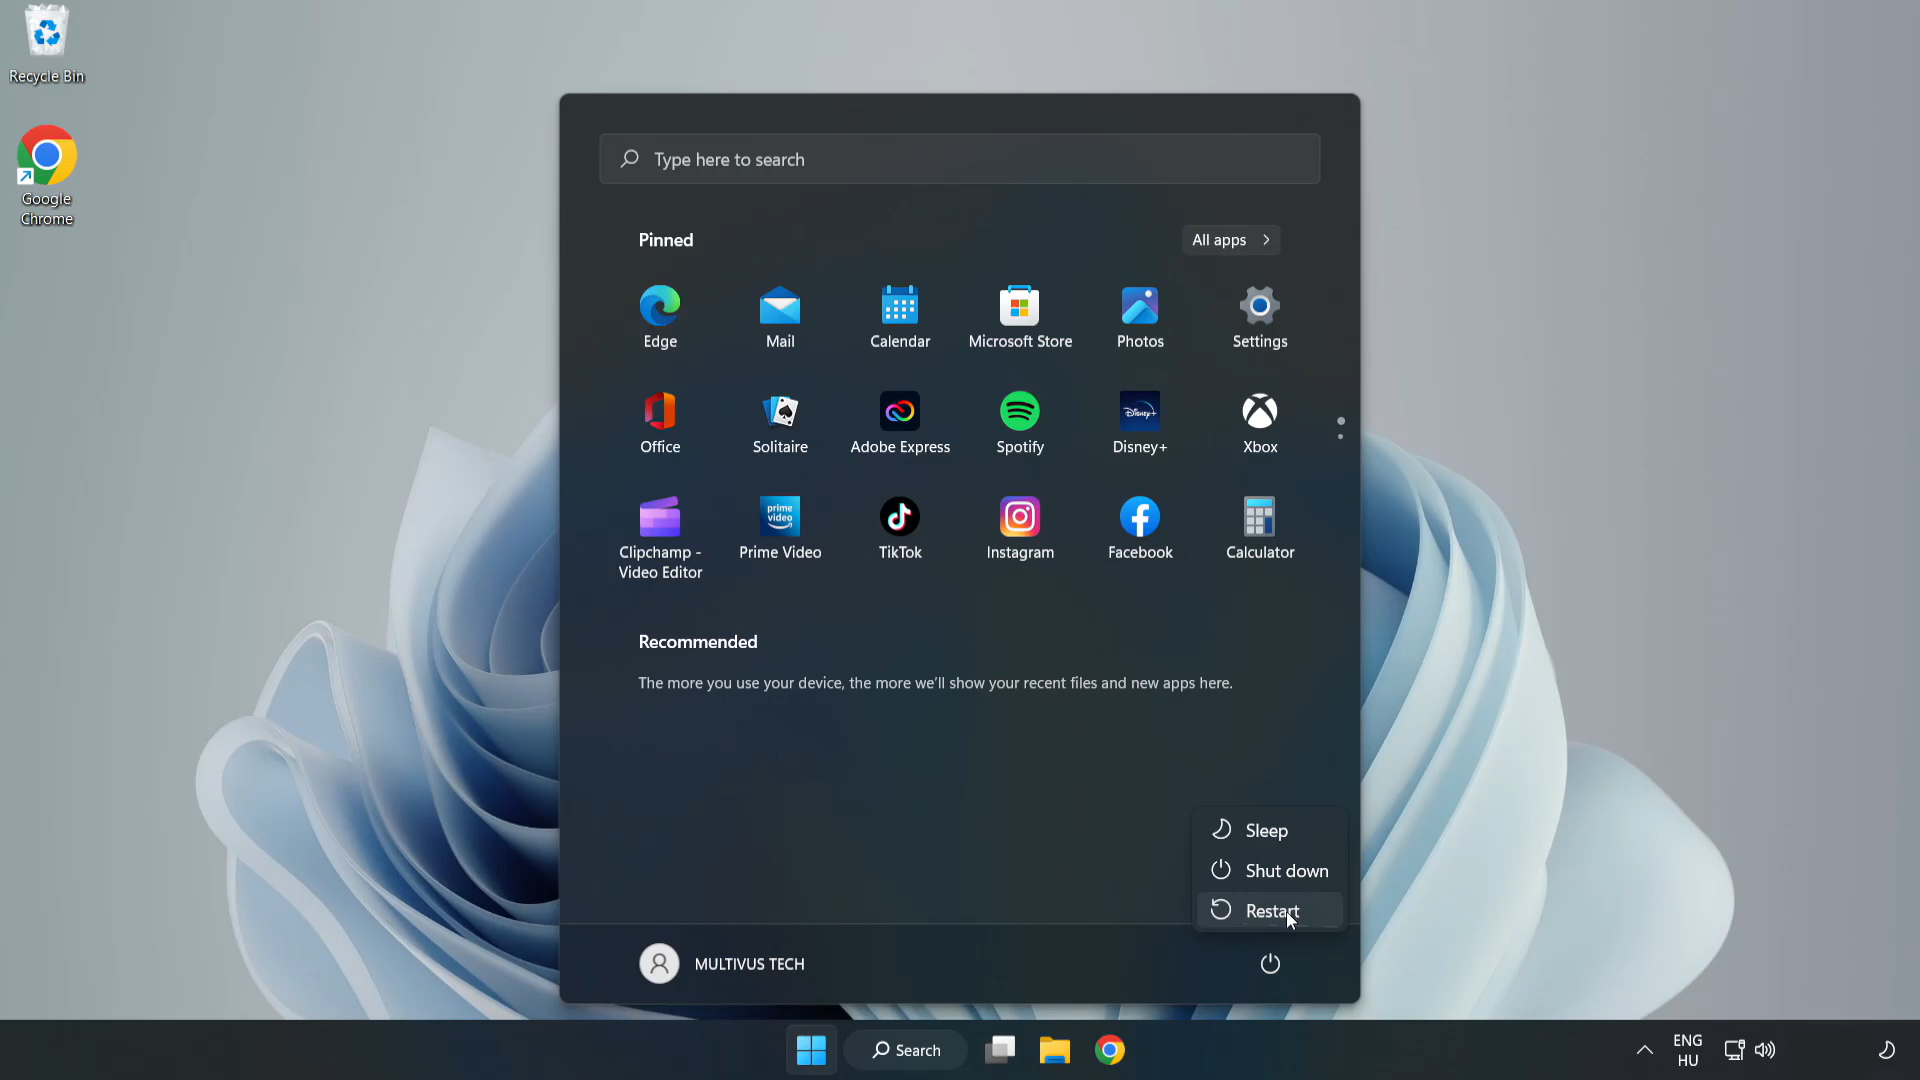 Recycle Bin
Google
Chrome
Type here to search
Pinned
All apps
Edge
Mail
Calendar
Microsoft Store
Photos
Settings
Office
Solitaire
Adobe Express
Disney+
Spotify
Disney+
Xbox
prime
video
Clipchamp -
Video Editor
Prime Video
TikTok
Instagram
Facebook
Calculator
Recommended
The more you use your device, the more we'll show your recent files and new apps here.
Sleep
Shut down
Restart
MULTIVUS TECH
Search
ENG
HU